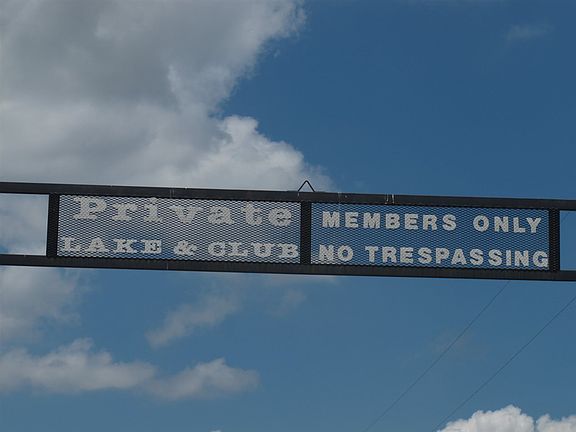 Private
LAKE & CLUB
MEMBERS ONLY
NO TRESPASSING